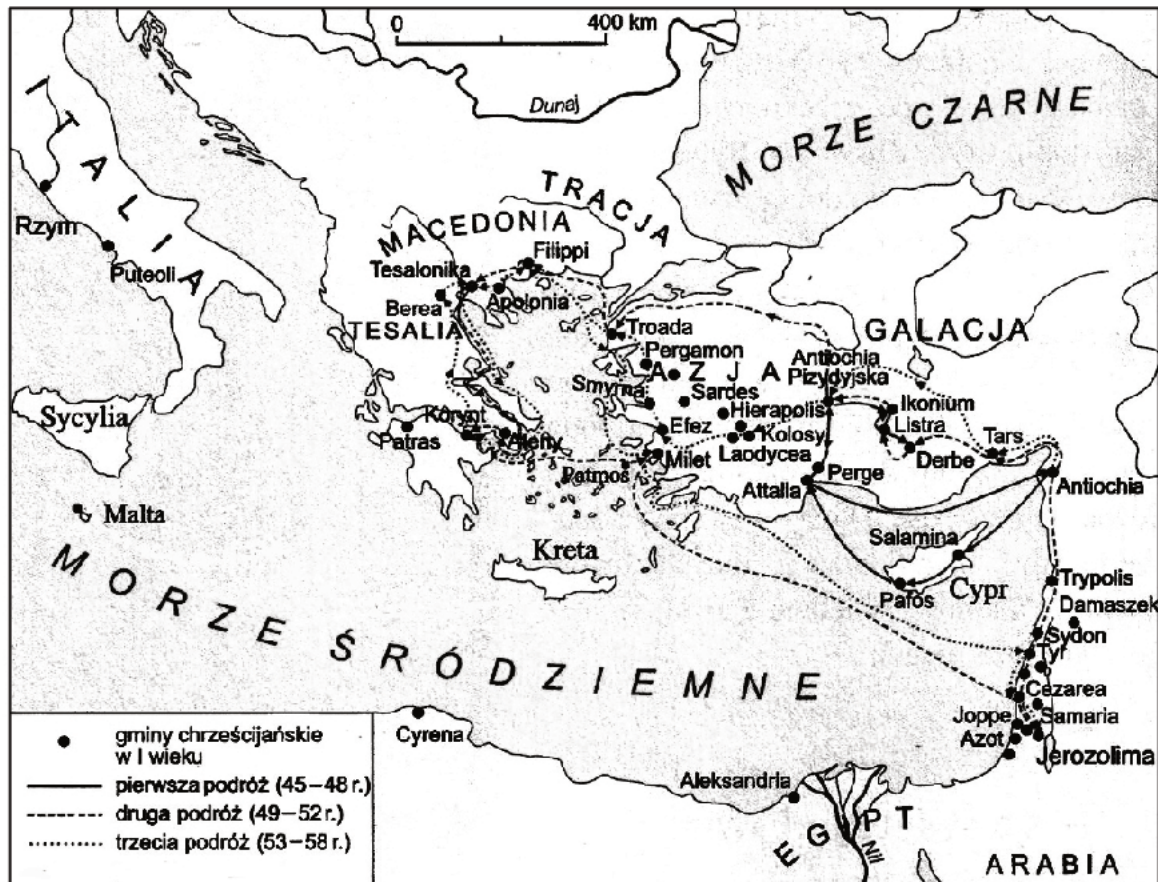 0 400 km
Dunaj
ITALIA
MORZE CZARNE
TRACJA
MACEDONIA
Rzym
Puteoli
Filippi
Tesalonika
Apolonia
Berea
TESALIA
Troada
GALACJA
Pergamon
AZJA
Antiochia
Pizydyjska
Smyrna
Sardes
Hierapolis
Ikonium
Listra
Sycylia
Korynt
Patras
Ateny
Efez
Kolosy
Laodycea
Derbe
Tars
Milet
Patmos
Perge
Attalla
Antiochia
Malta
Kreta
Salamina
Cypr
Pafos
Trypolis
Damaszek
Sydon
Tyr
MORZE ŚRÓDZIEMNE
Cezarea
Joppe
Samaria
Azot
Jerozolima
Cyrena
Aleksandria
EGIPT
Nil
ARABIA
gminy chrześcijańskie
w I wieku
pierwsza podróż (45–48 r.)
druga podróż (49–52 r.)
trzecia podróż (53–58 r.)